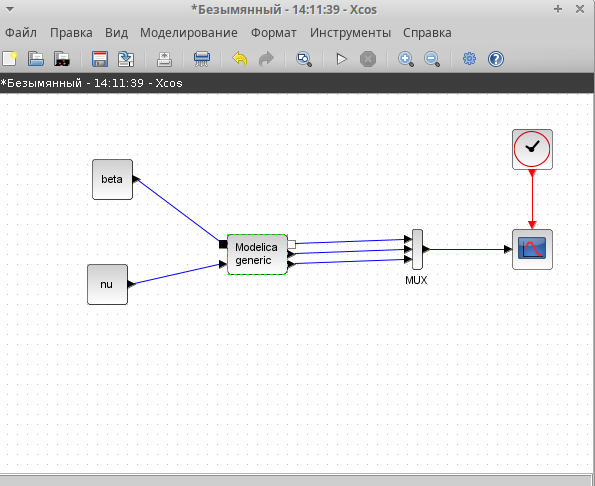 *Безымянный - 14:11:39 - Xcos
Файл Правка Вид Моделирование Формат Инструменты Справка
*Безымянный - 14:11:39 - Xcos
beta
Modelica
generic
nu
MUX